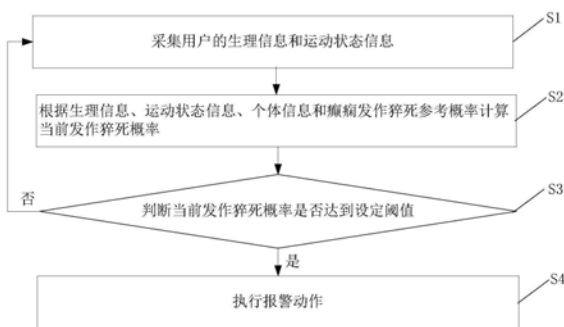 S1
采集用户的生理信息和运动状态信息
S2
根据生理信息、运动状态信息、个体信息和癫痫发作猝死参考概率计算
当前发作猝死概率
S3
否
判断当前发作猝死概率是否达到设定阈值
是
S4
执行报警动作